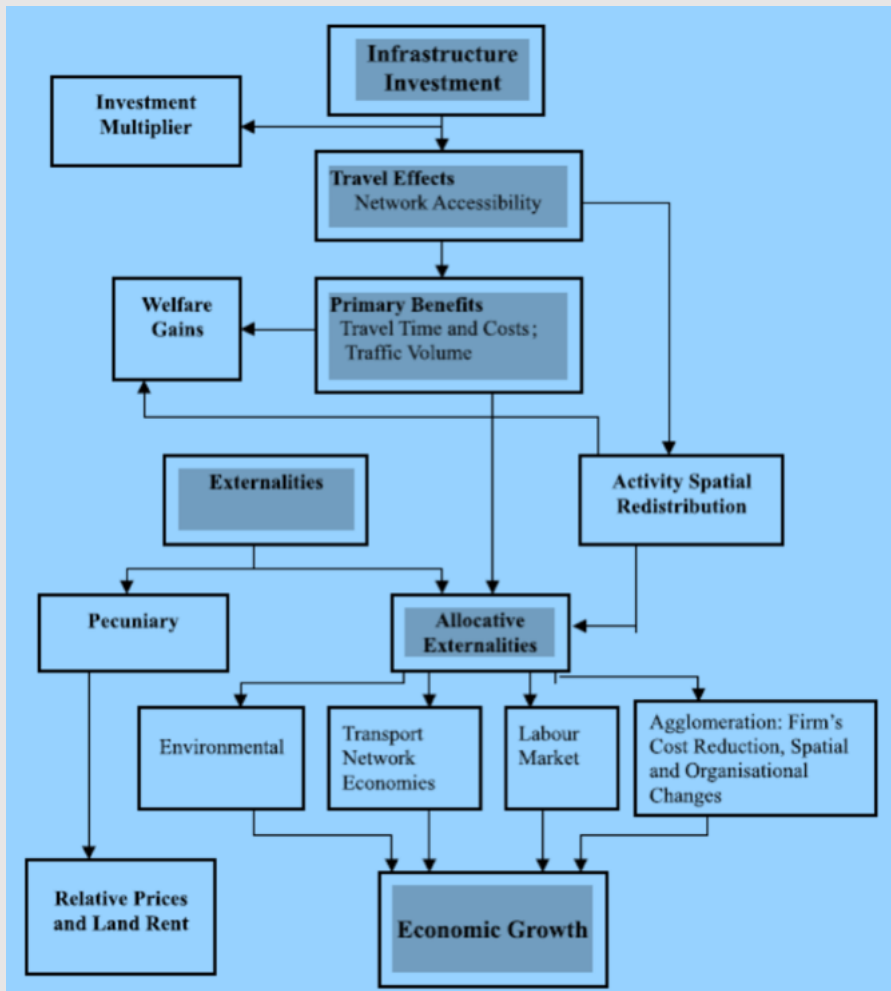 Infrastructure
Investment
Investment
Multiplier
Travel Effects
Network Accessibility
Welfare
Gains
Primary Benefits
Travel Time and Costs;
Traffic Volume
Externalities
Activity Spatial
Redistribution
Pecuniary
Allocative
Externalities
Environmental
Transport
Network
Economies
Labour
Market
Agglomeration: Firm's
Cost Reduction, Spatial
and Organisational
Changes
Relative Prices
and Land Rent
Economic Growth